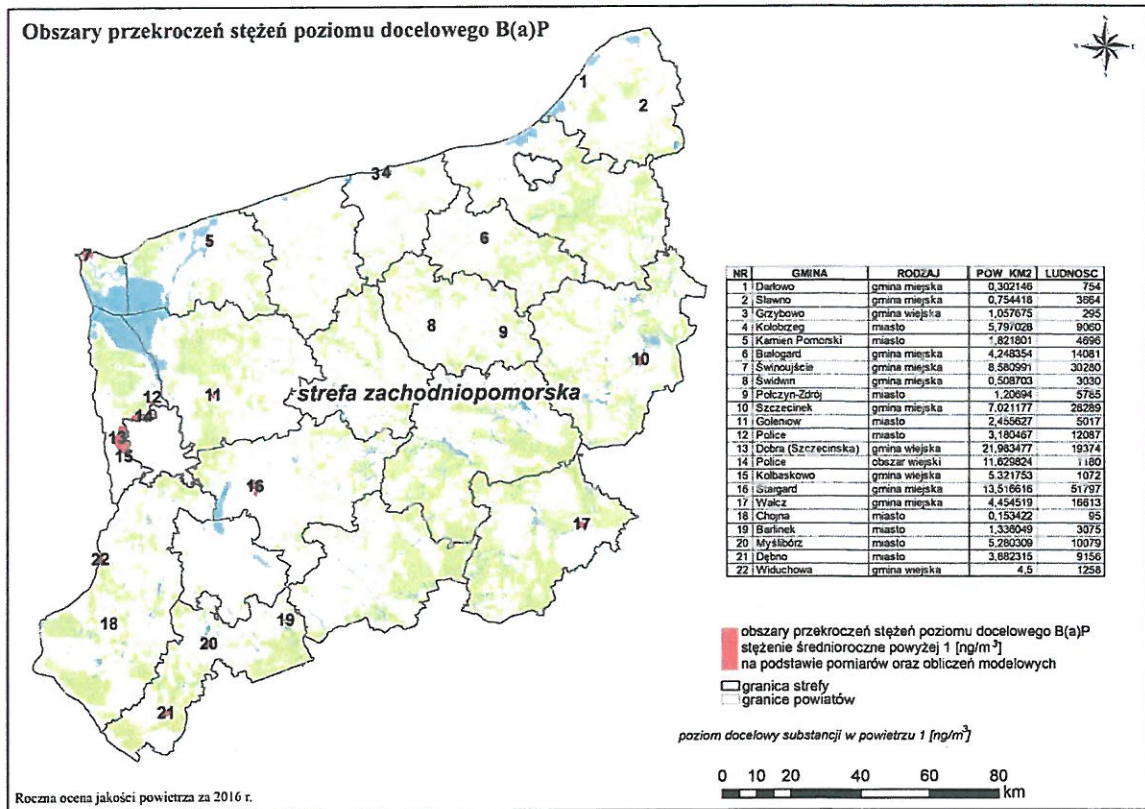 Obszary przekroczeń stężeń poziomu docelowego B(a)P
1
2
34
5
6
7
8
9
10
11
strefa zachodniopomorska
12
14
13
15
16
17
22
18
19
20
21
NR GMINA RODZAJ POW_KM2 LUDNOSC
1 Darłowo gmina miejska 0,302146 754
2 Sławno gmina miejska 0,754418 3664
3 Grzybowo gmina wiejska 1,057675 295
4 Kołobrzeg miasto 5,797028 9060
5 Kamień Pomorski miasto 1,821801 4696
6 Białogard gmina miejska 4,248354 14081
7 Świnoujście gmina miejska 8,580991 30280
8 Świdwin gmina miejska 0,508703 3030
9 Połczyn-Zdrój miasto 1,20694 5785
10 Szczecinek gmina miejska 7,021177 28289
11 Goleniow miasto 2,455627 5017
12 Police miasto 3,180467 12087
13 Dobra (Szczecinska) gmina wiejska 21,983477 19374
14 Police obszar wiejski 11,629824 1180
15 Kołbaskowo gmina wiejska 5.321753 1072
16 Stargard gmina miejska 13,516616 51797
17 Wałcz gmina miejska 4,454519 16613
18 Chojna miasto 0,153422 95
19 Barlinek miasto 1,336049 3075
20 Myślibórz miasto 5,280309 10079
21 Dębno miasto 3,882315 9156
22 Widuchowa gmina wiejska 4,5 1258
obszary przekroczeń stężeń poziomu docelowego B(a)P
stężenie średnioroczne powyżej 1 [ng/m³]
na podstawie pomiarów oraz obliczeń modelowych
granica strefy
granice powiatów
poziom docelowy substancji w powietrzu 1 [ng/m³]
0 10 20 40 60 80
km
Roczna ocena jakości powietrza za 2016 r.